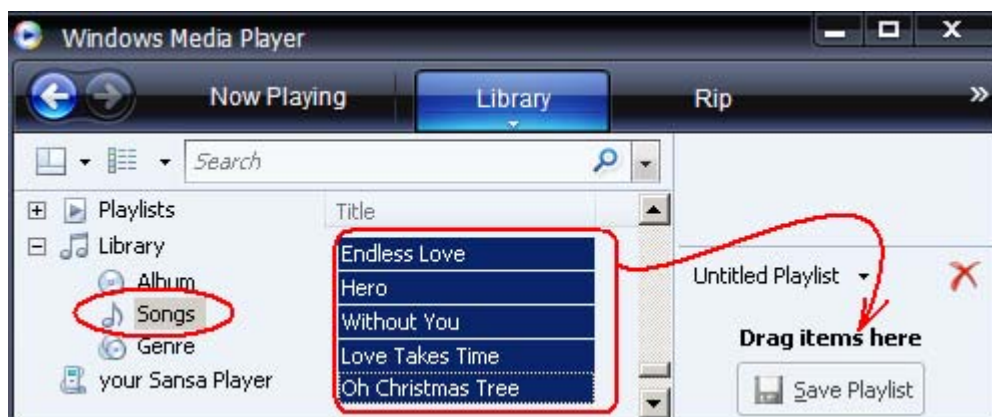 Windows Media Player
Now Playing Library Rip »
Search
Playlists
Library
Album
Songs
Genre
your Sansa Player
Title
Endless Love
Hero
Without You
Love Takes Time
Oh Christmas Tree
Untitled Playlist
Drag items here
Save Playlist